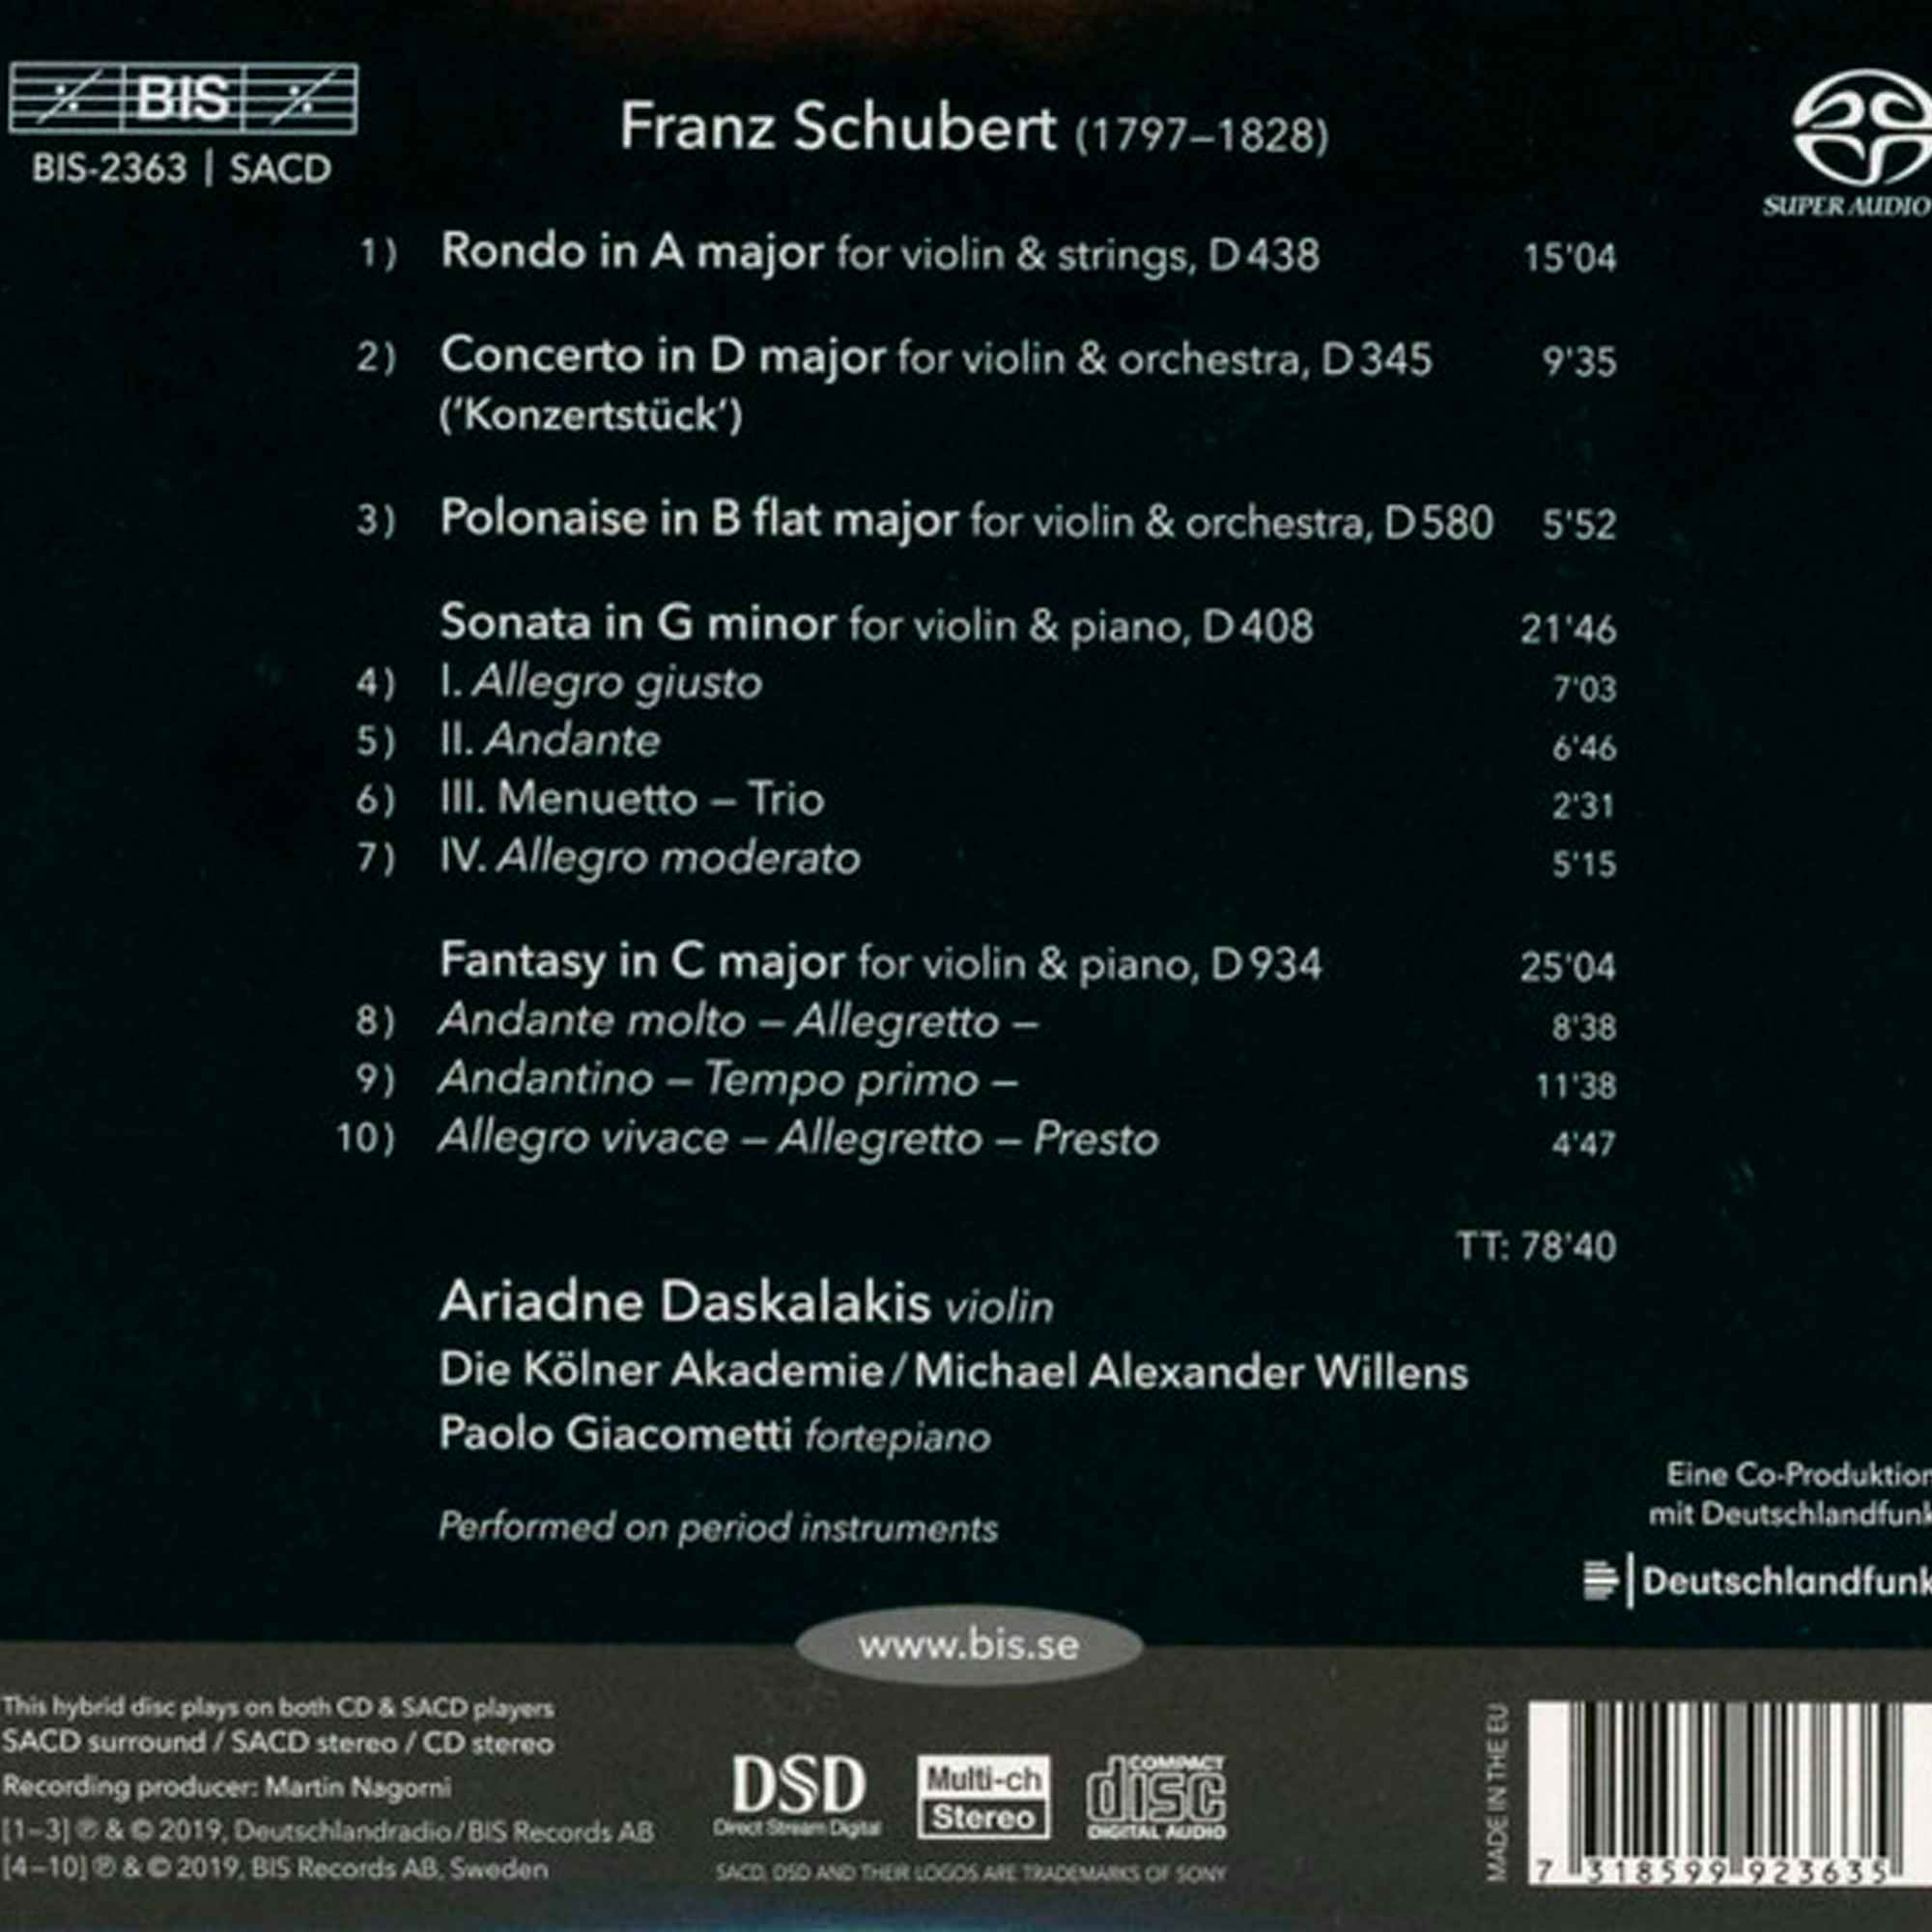 BIS
BIS-2363 | SACD
Franz Schubert (1797–1828)
SUPER AUDIO
1) Rondo in A major for violin & strings, D 438 15'04
2) Concerto in D major for violin & orchestra, D 345 9'35
('Konzertstück')
3) Polonaise in B flat major for violin & orchestra, D 580 5'52
Sonata in G minor for violin & piano, D 408 21'46
4) I. Allegro giusto 7'03
5) II. Andante 6'46
6) III. Menuetto – Trio 2'31
7) IV. Allegro moderato 5'15
Fantasy in C major for violin & piano, D 934 25'04
8) Andante molto – Allegretto – 8'38
9) Andantino – Tempo primo – 11'38
10) Allegro vivace – Allegretto – Presto 4'47
TT: 78'40
Ariadne Daskalakis violin
Die Kölner Akademie / Michael Alexander Willens
Paolo Giacometti fortepiano
Performed on period instruments
Eine Co-Produktion
mit Deutschlandfunk
Deutschlandfunk
www.bis.se
This hybrid disc plays on both CD & SACD players
SACD surround / SACD stereo / CD stereo
Recording producer: Martin Nagorni
[1–3] ℗ & © 2019, Deutschlandradio / BIS Records AB
[4–10] ℗ & © 2019, BIS Records AB, Sweden
DSD
Direct Stream Digital
Multi-ch
Stereo
COMPACT
disc
DIGITAL AUDIO
SACD, DSD AND THEIR LOGOS ARE TRADEMARKS OF SONY
MADE IN THE EU
7 318599 923635